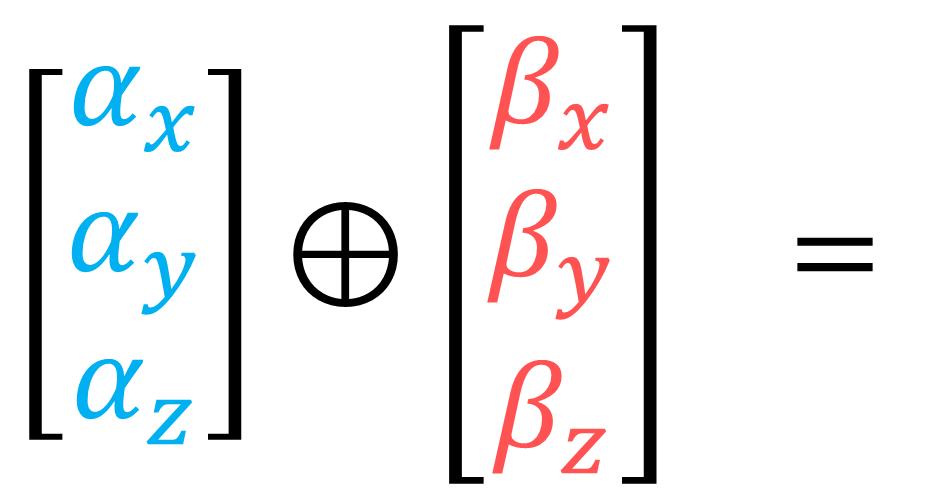 [αx αy αz] ⊕ [βx βy βz] =